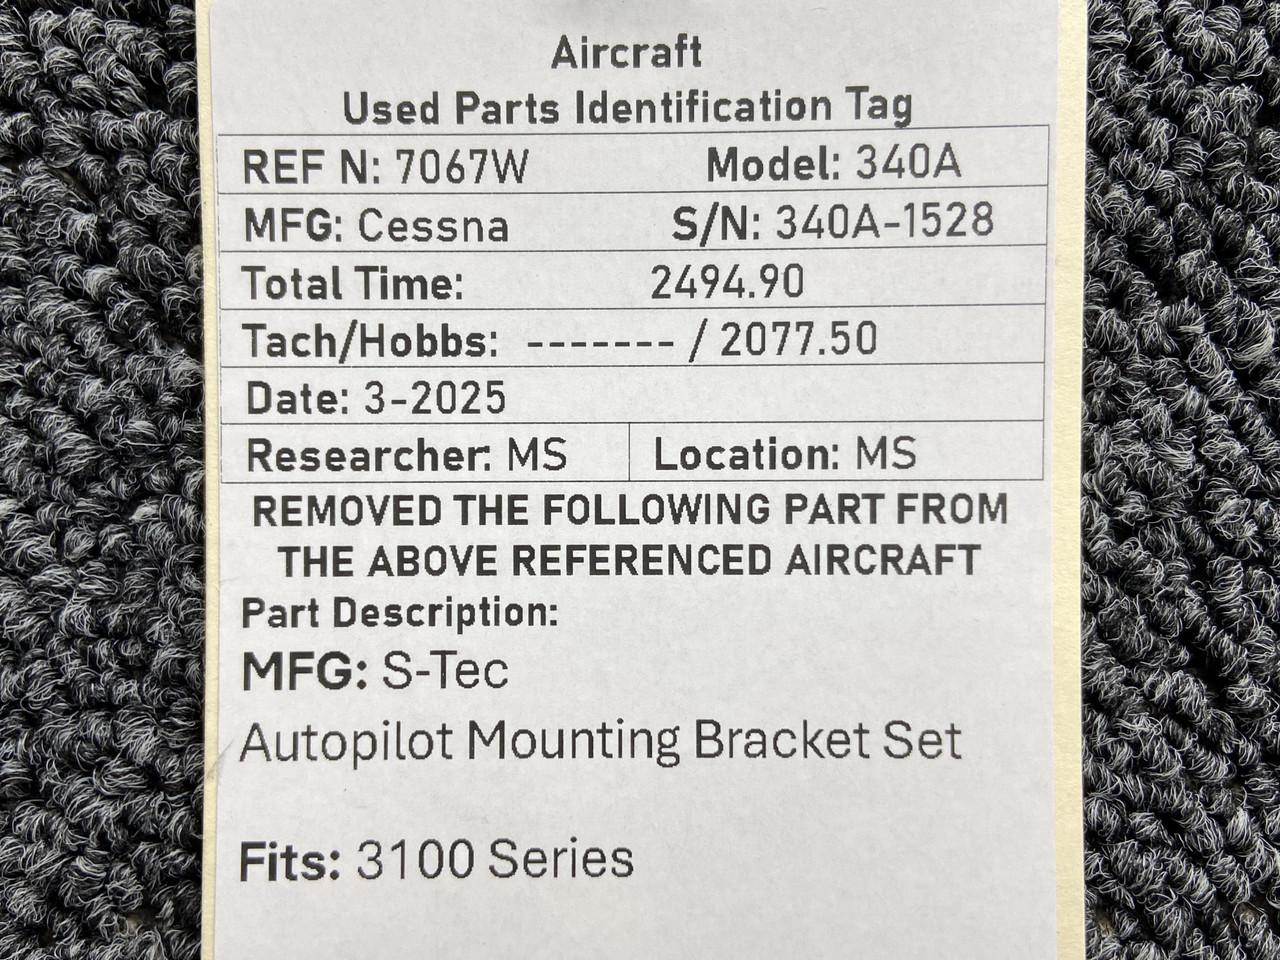 Aircraft
Used Parts Identification Tag
REF N: 7067W Model: 340A
MFG: Cessna S/N: 340A-1528
Total Time: 2494.90
Tach/Hobbs: ------- / 2077.50
Date: 3-2025
Researcher: MS Location: MS
REMOVED THE FOLLOWING PART FROM
THE ABOVE REFERENCED AIRCRAFT
Part Description:
MFG: S-Tec
Autopilot Mounting Bracket Set
Fits: 3100 Series